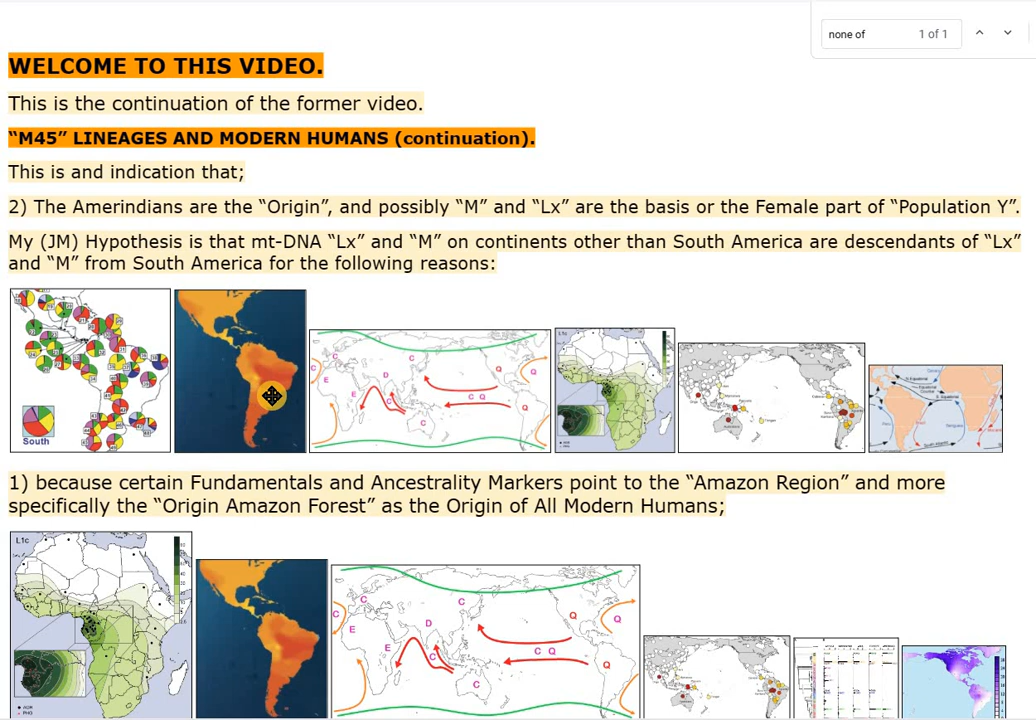 none of 1 of 1
WELCOME TO THIS VIDEO.
This is the continuation of the former video.
“M45” LINEAGES AND MODERN HUMANS (continuation).
This is and indication that;
2) The Amerindians are the “Origin”, and possibly “M” and “Lx” are the basis or the Female part of “Population Y”.
My (JM) Hypothesis is that mt-DNA “Lx” and “M” on continents other than South America are descendants of “Lx”
and “M” from South America for the following reasons:
South
C C Q Q
C E D
E C C Q
C
L1c
1) because certain Fundamentals and Ancestrality Markers point to the “Amazon Region” and more
specifically the “Origin Amazon Forest” as the Origin of All Modern Humans;
L1c
C C C Q Q
E D
E C C Q Q
C